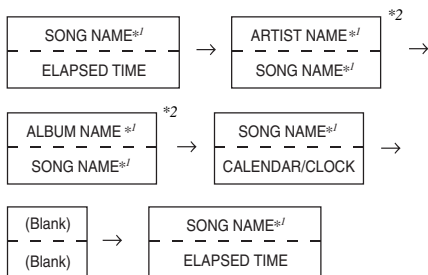 SONG NAME*1
ELAPSED TIME
→
ARTIST NAME *1
SONG NAME*1
*2
→
ALBUM NAME *1
SONG NAME*1
*2
→
SONG NAME*1
CALENDAR/CLOCK
→
(Blank)
(Blank)
→
SONG NAME*1
ELAPSED TIME